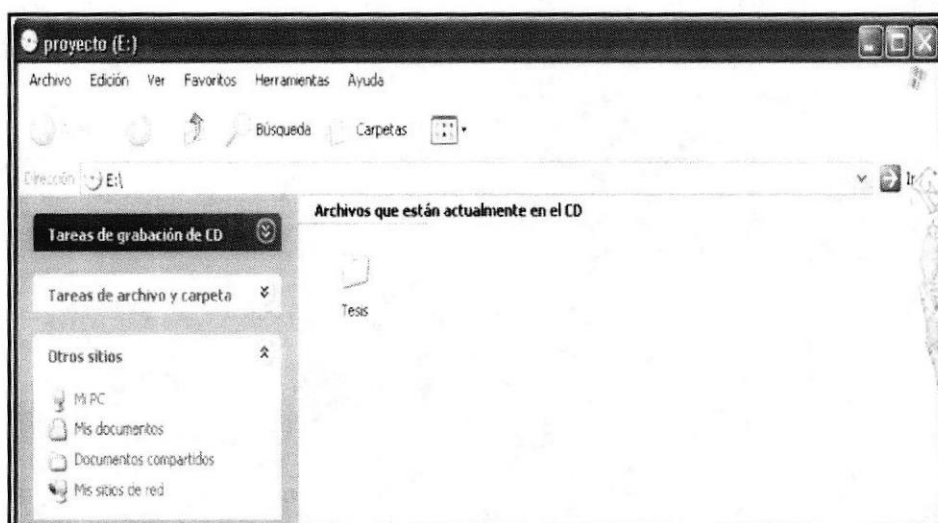 proyecto (E:)
Archivo Edición Ver Favoritos Herramientas Ayuda
Búsqueda Carpetas
Dirección E:\ Ir
Archivos que están actualmente en el CD
Tareas de grabación de CD
Tesis
Tareas de archivo y carpeta
Otros sitios
Mi PC
Mis documentos
Documentos compartidos
Mis sitios de red